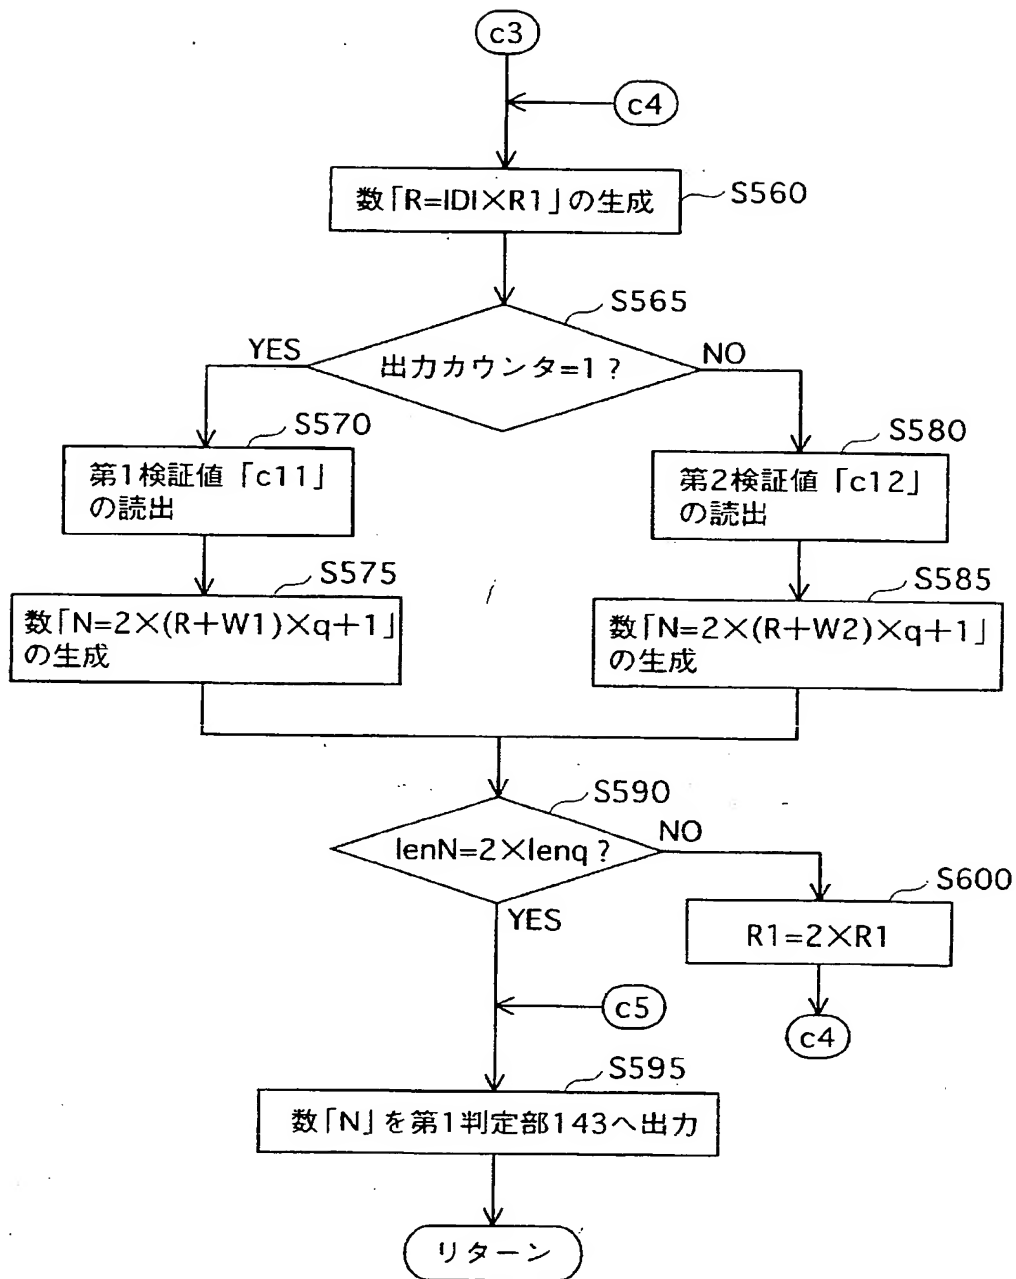 c3
c4
数「R=IDI×R1」の生成
S560
S565
YES
出力カウンタ=1?
NO
S570
第1検証値「c11」
の読出
S580
第2検証値「c12」
の読出
S575
数「N=2×(R+W1)×q+1」
の生成
S585
数「N=2×(R+W2)×q+1」
の生成
S590
lenN=2×lenq?
NO
YES
S600
R1=2×R1
c4
c5
S595
数「N」を第1判定部143へ出力
リターン